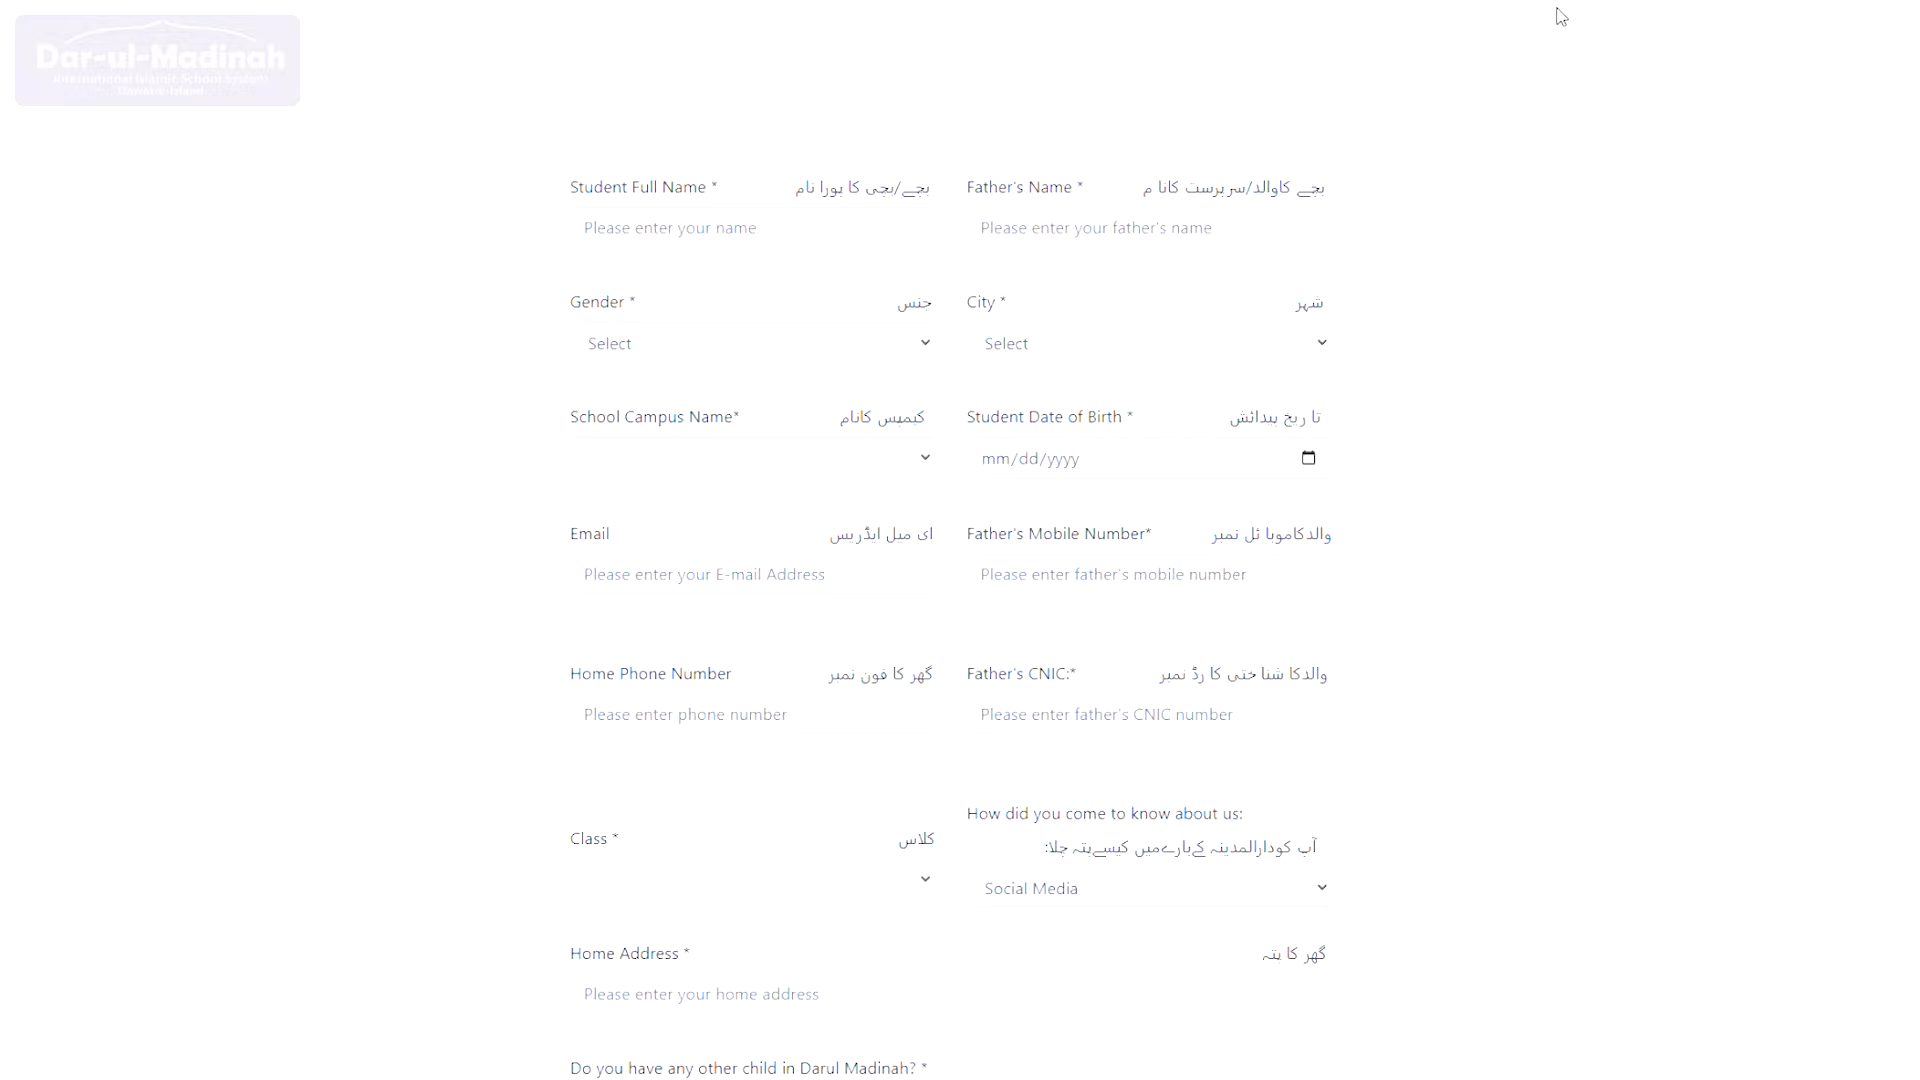 Dar-ul-Madinah
International Islamic School System
Dawat-e-Islami
Student Full Name * بچے/بچی کا پورا نام
Please enter your name
Father's Name * بچے کاوالد/سرپرست کانا م
Please enter your father's name
Gender * جنس
Select
City * شہر
Select
School Campus Name* کیمپس کانام
Student Date of Birth * تا ریخ پیدائش
mm/dd/yyyy
Email ای میل ایڈریس
Please enter your E-mail Address
Father's Mobile Number* والدکاموبا ئل نمبر
Please enter father's mobile number
Home Phone Number گھر کا فون نمبر
Please enter phone number
Father's CNIC:* والدکا شنا ختی کا رڈ نمبر
Please enter father's CNIC number
Class * کلاس
How did you come to know about us:
آپ کودارالمدینہ کےبارےمیں کیسےپتہ چلا:
Social Media
Home Address * گھر کا پتہ
Please enter your home address
Do you have any other child in Darul Madinah? *